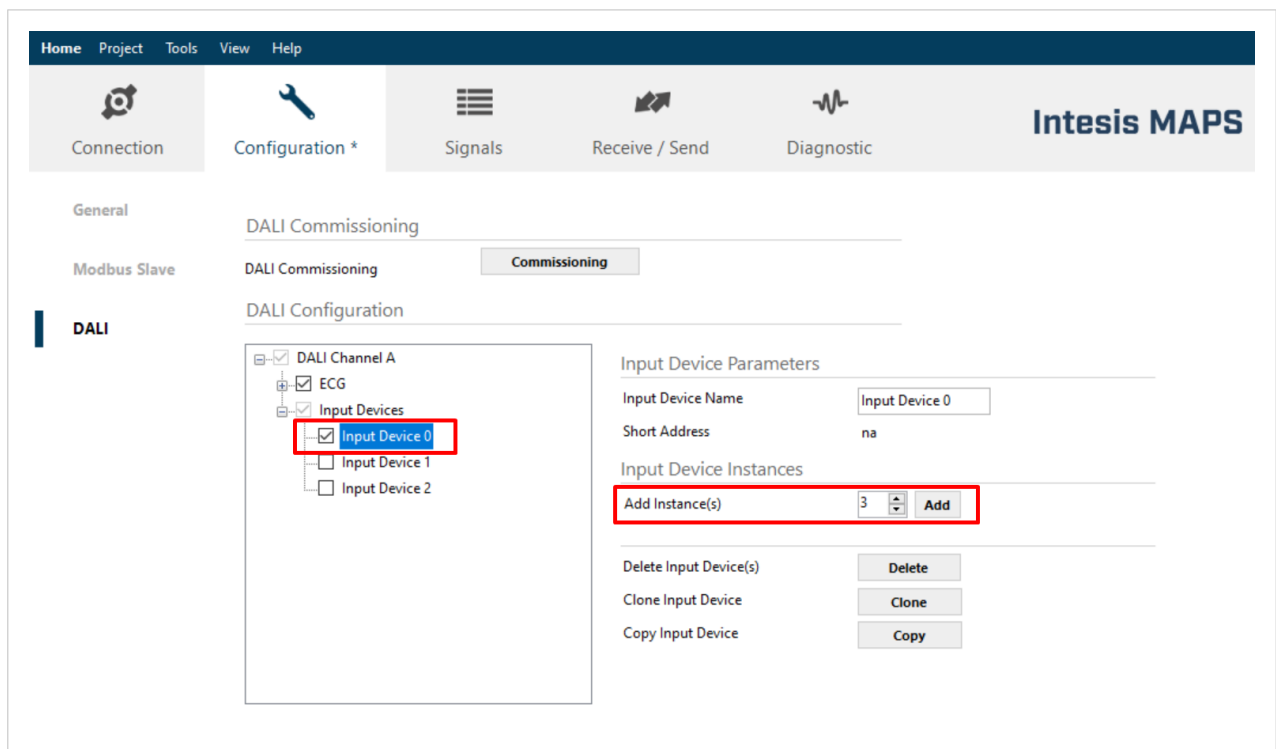 Home Project Tools View Help
Connection
Configuration *
Signals
Receive / Send
Diagnostic
Intesis MAPS
General
Modbus Slave
DALI
DALI Commissioning
DALI Commissioning Commissioning
DALI Configuration
DALI Channel A
ECG
Input Devices
Input Device 0
Input Device 1
Input Device 2
Input Device Parameters
Input Device Name Input Device 0
Short Address na
Input Device Instances
Add Instance(s) 3 Add
Delete Input Device(s) Delete
Clone Input Device Clone
Copy Input Device Copy